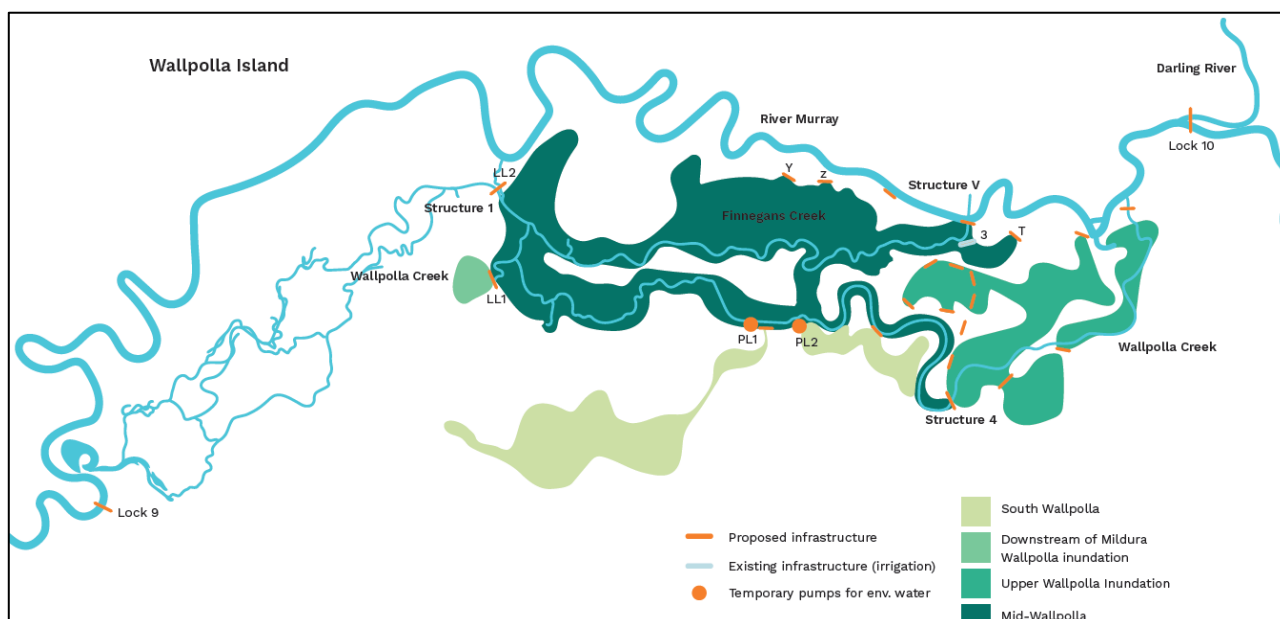 Wallpolla Island
Darling River
River Murray
Lock 10
Y
z
LL2
Structure V
Structure 1
Finnegans Creek
3
T
Wallpolla Creek
LL1
PL1
PL2
Wallpolla Creek
Structure 4
Lock 9
Proposed infrastructure
Existing infrastructure (irrigation)
Temporary pumps for env. water
South Wallpolla
Downstream of Mildura
Wallpolla inundation
Upper Wallpolla Inundation
Mid-Wallpolla